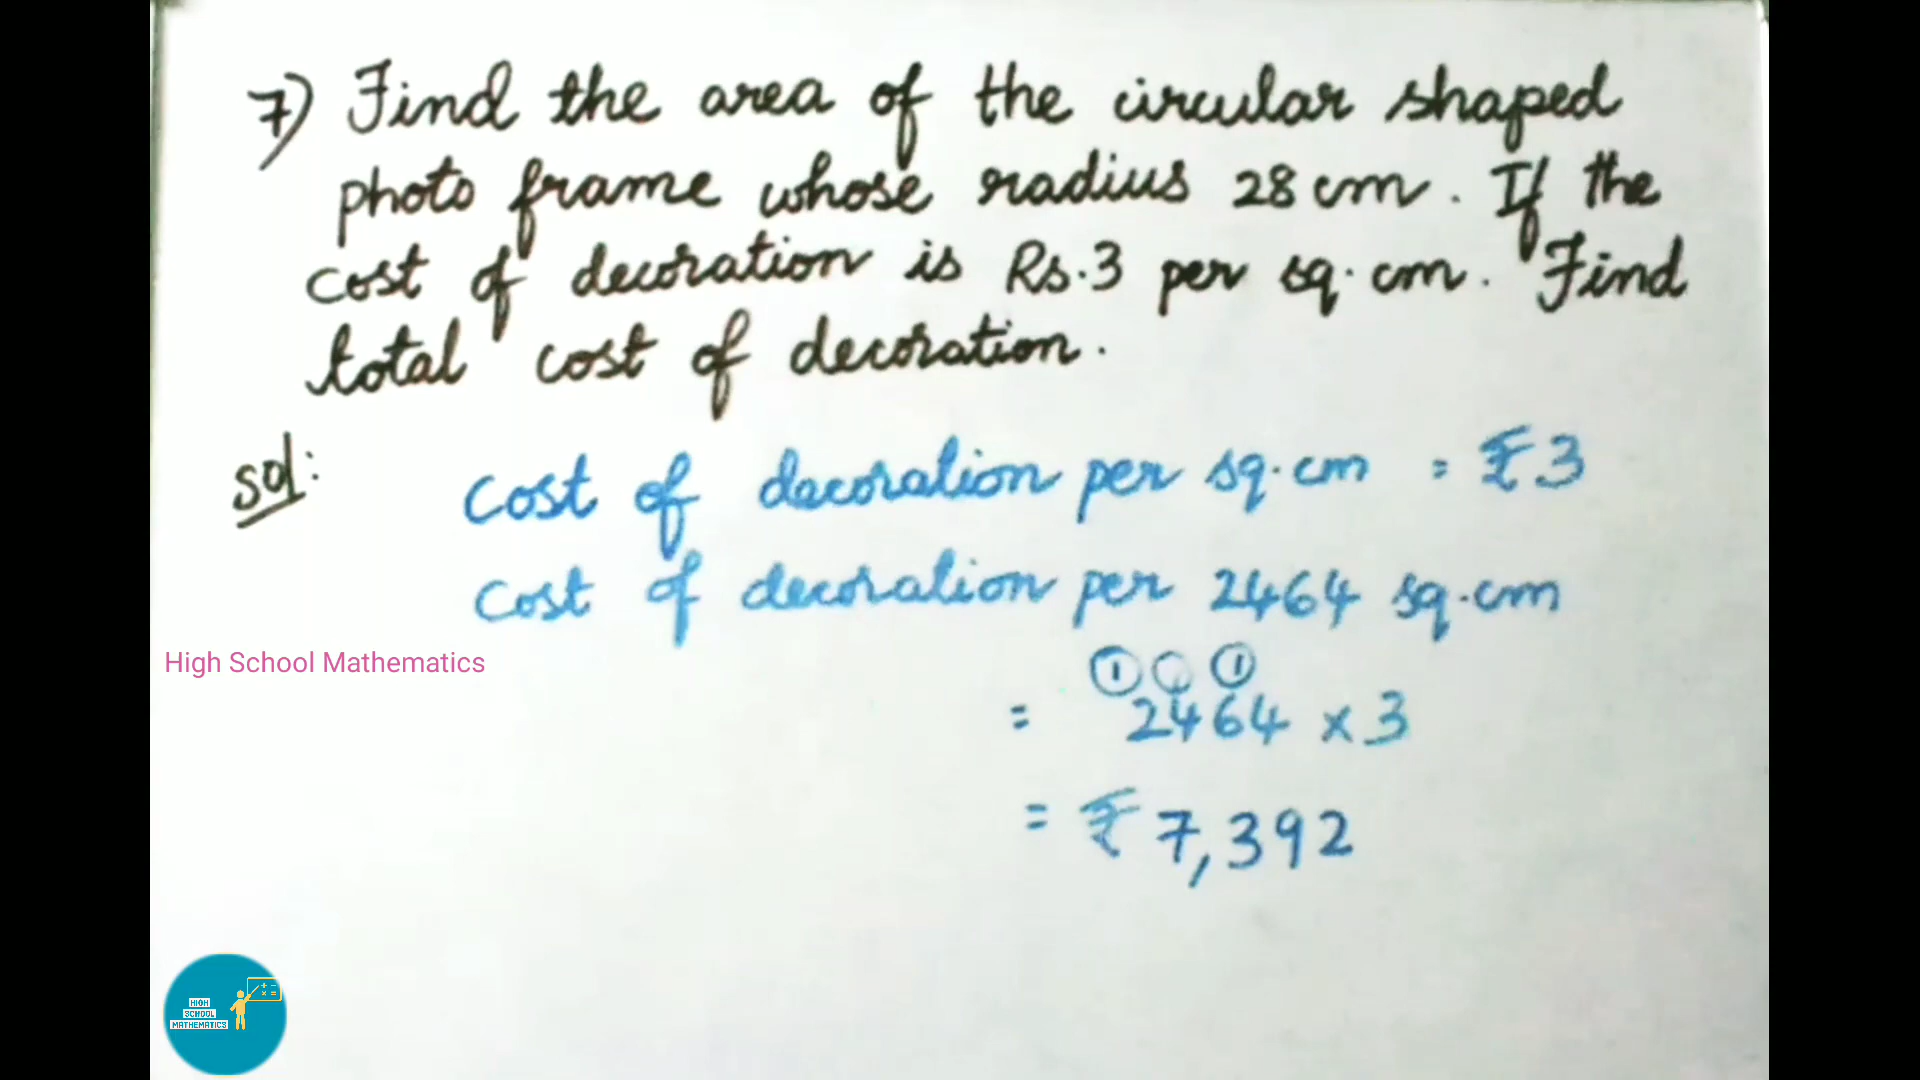 7) Find the area of the circular shaped
photo frame whose radius 28 cm. If the
cost of decoration is Rs.3 per sq.cm. Find
total cost of decoration.
Sol:
Cost of decoration per sq.cm = ₹3
Cost of decoration per 2464 sq.cm
High School Mathematics
① ①
= 2464 × 3
= ₹7,392
HIGH
SCHOOL
MATHEMATICS